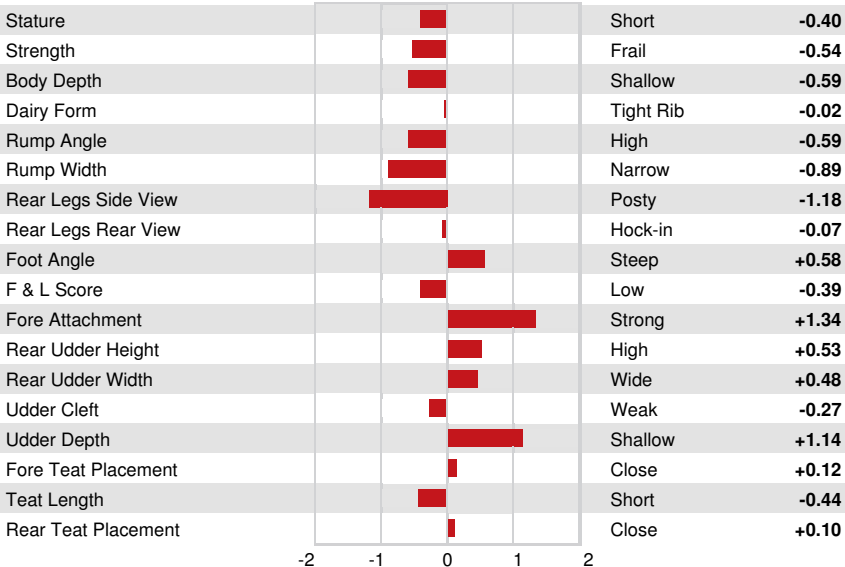 Stature Short -0.40
Strength Frail -0.54
Body Depth Shallow -0.59
Dairy Form Tight Rib -0.02
Rump Angle High -0.59
Rump Width Narrow -0.89
Rear Legs Side View Posty -1.18
Rear Legs Rear View Hock-in -0.07
Foot Angle Steep +0.58
F & L Score Low -0.39
Fore Attachment Strong +1.34
Rear Udder Height High +0.53
Rear Udder Width Wide +0.48
Udder Cleft Weak -0.27
Udder Depth Shallow +1.14
Fore Teat Placement Close +0.12
Teat Length Short -0.44
Rear Teat Placement Close +0.10
-2 -1 0 1 2